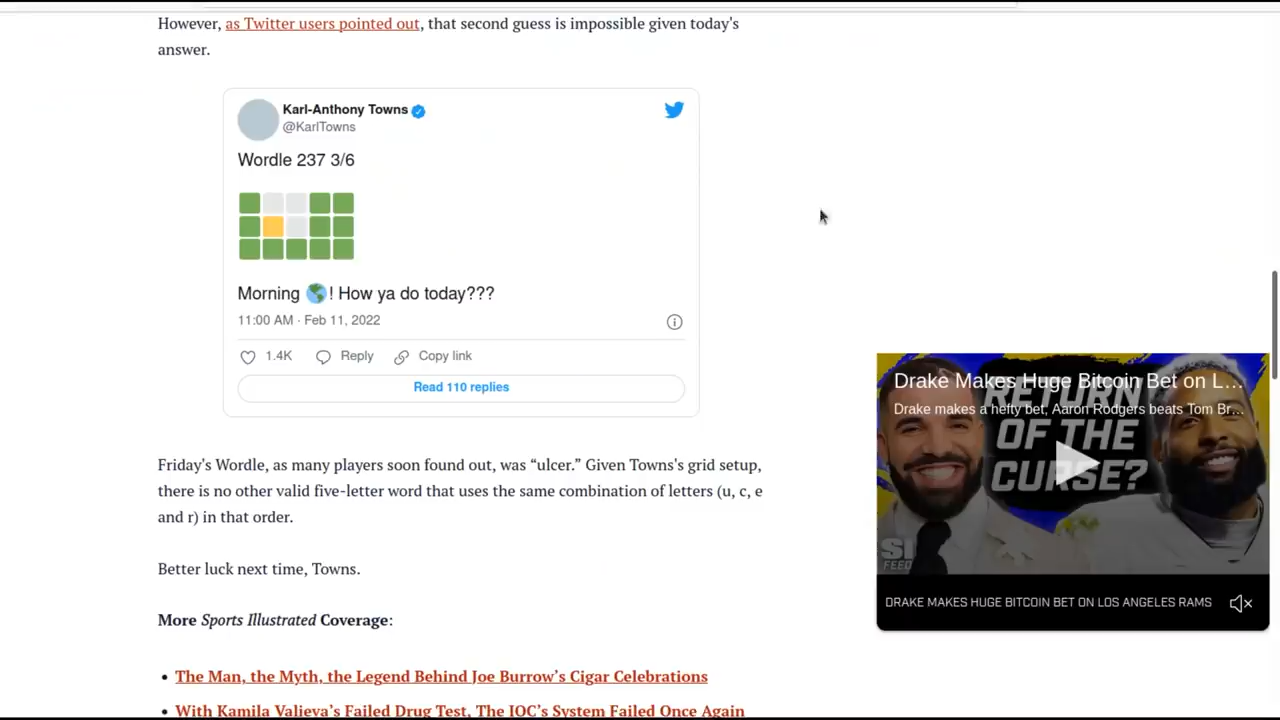 However, as Twitter users pointed out, that second guess is impossible given today's
answer.
Karl-Anthony Towns
@KarlTowns
Wordle 237 3/6
Morning 🌎! How ya do today???
11:00 AM · Feb 11, 2022
1.4K Reply Copy link
Read 110 replies
Friday's Wordle, as many players soon found out, was “ulcer.” Given Towns's grid setup,
there is no other valid five-letter word that uses the same combination of letters (u, c, e
and r) in that order.
Better luck next time, Towns.
More Sports Illustrated Coverage:
• The Man, the Myth, the Legend Behind Joe Burrow's Cigar Celebrations
• With Kamila Valieva's Failed Drug Test, The IOC's System Failed Once Again
Drake Makes Huge Bitcoin Bet on L…
Drake makes a hefty bet, Aaron Rodgers beats Tom Br…
RETURN
OF THE
CURSE?
SI
FEED
DRAKE MAKES HUGE BITCOIN BET ON LOS ANGELES RAMS